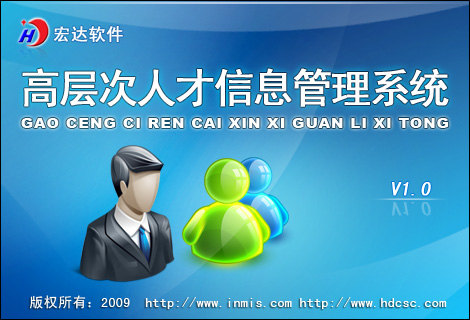 宏达软件
高层次人才信息管理系统
GAO CENG CI REN CAI XIN XI GUAN LI XI TONG
V1.0
版权所有：2009 http://www.inmis.com http://www.hdcsc.com